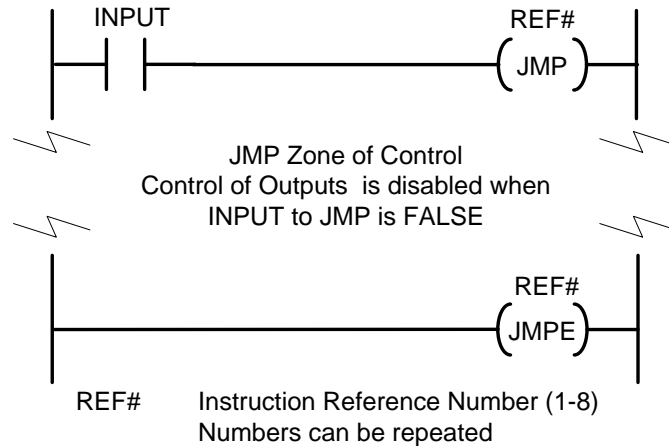 INPUT
REF#
JMP
JMP Zone of Control
Control of Outputs is disabled when
INPUT to JMP is FALSE
REF#
JMPE
REF# Instruction Reference Number (1-8)
Numbers can be repeated